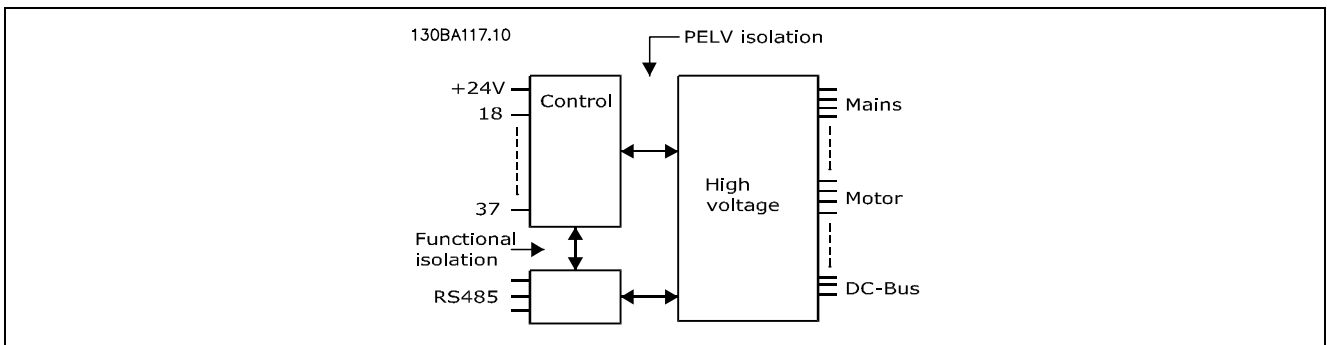 130BA117.10
PELV isolation
+24V
Control
18
Mains
High
voltage
37
Motor
Functional
isolation
RS485
DC-Bus